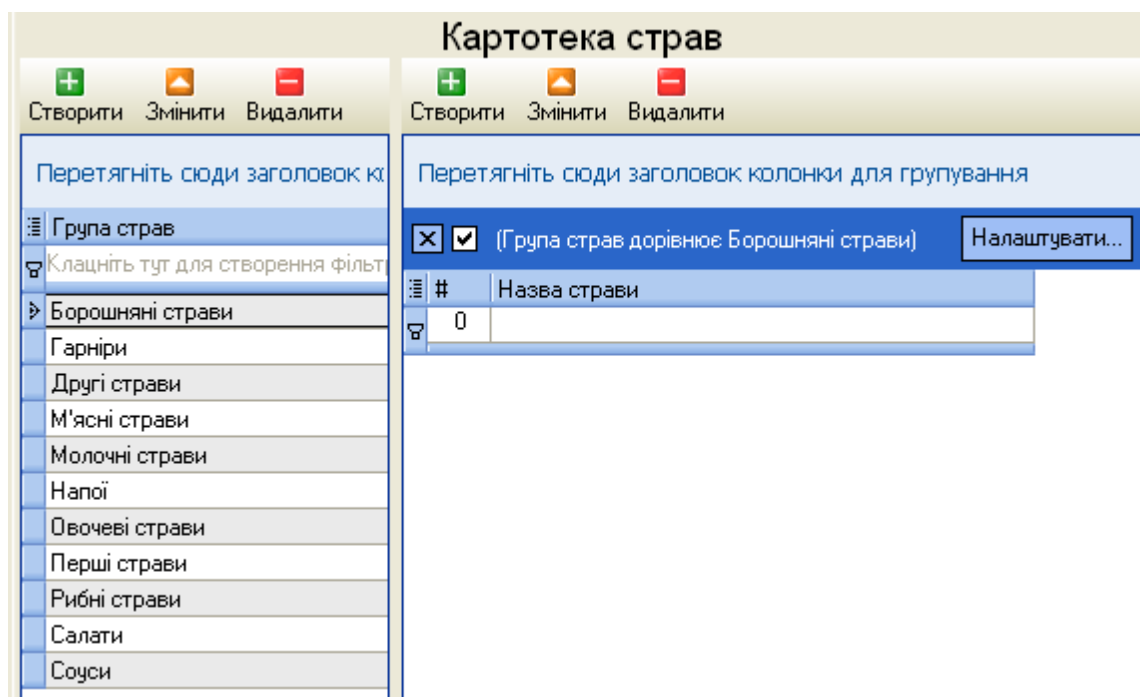 Картотека страв
Створити Змінити Видалити
Створити Змінити Видалити
Перетягніть сюди заголовок
Перетягніть сюди заголовок колонки для групування
Група страв
Клацніть тут для створення
(Група страв дорівнює Борошняні страви) Налаштувати...
# Назва страви
0
Борошняні страви
Гарніри
Другі страви
М'ясні страви
Молочні страви
Напої
Овочеві страви
Перші страви
Рибні страви
Салати
Соуси